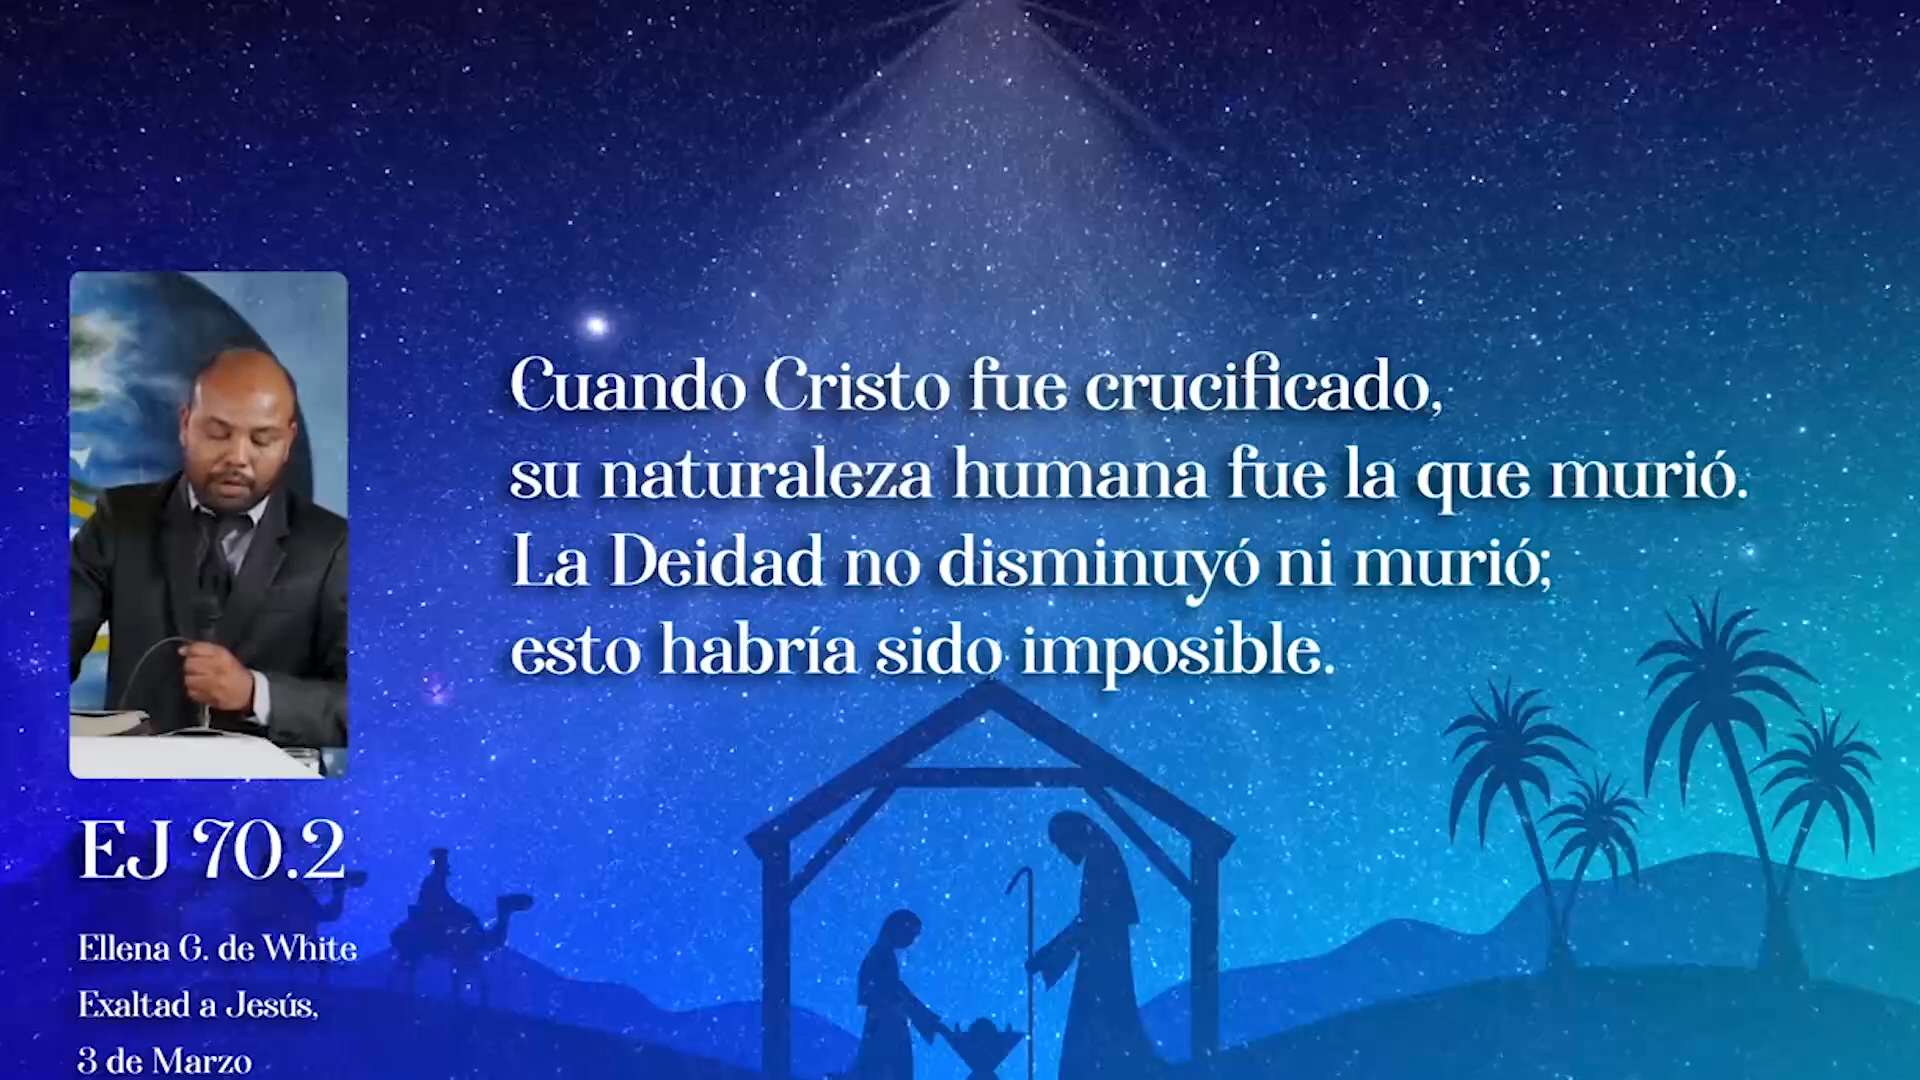 Cuando Cristo fue crucificado,
su naturaleza humana fue la que murió.
La Deidad no disminuyó ni murió;
esto habría sido imposible.
EJ 70.2
Ellena G. de White
Exaltad a Jesús,
3 de Marzo